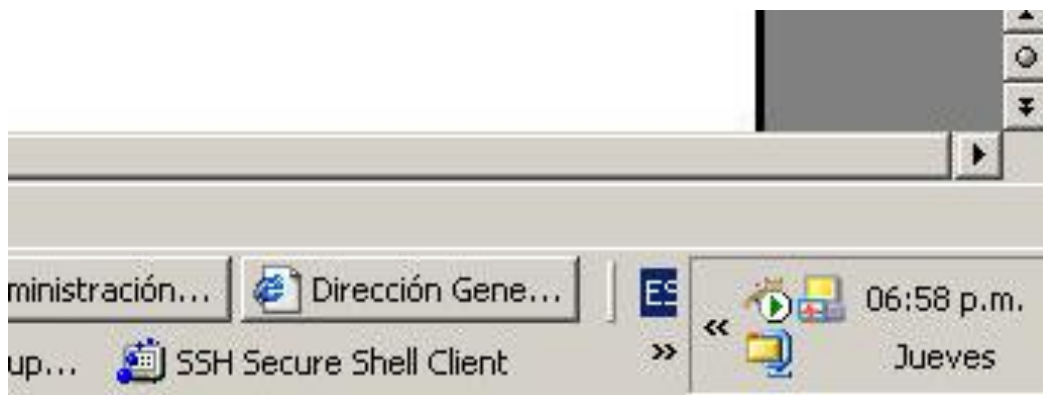 ministración... Dirección Gene... ES 06:58 p.m.
up... SSH Secure Shell Client » « Jueves